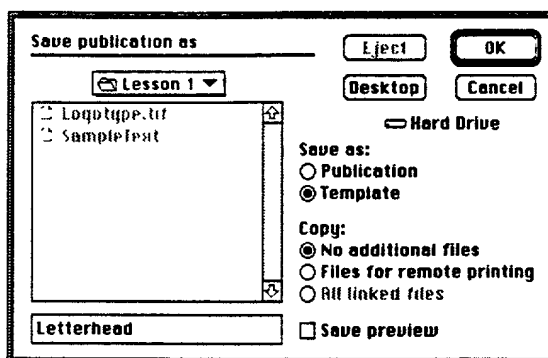 Save publication as
Eject
OK
Lesson 1
Desktop
Cancel
Logotype.tif
SampleText
Hard Drive
Save as:
Publication
Template
Copy:
No additional files
Files for remote printing
All linked files
Letterhead
Save preview